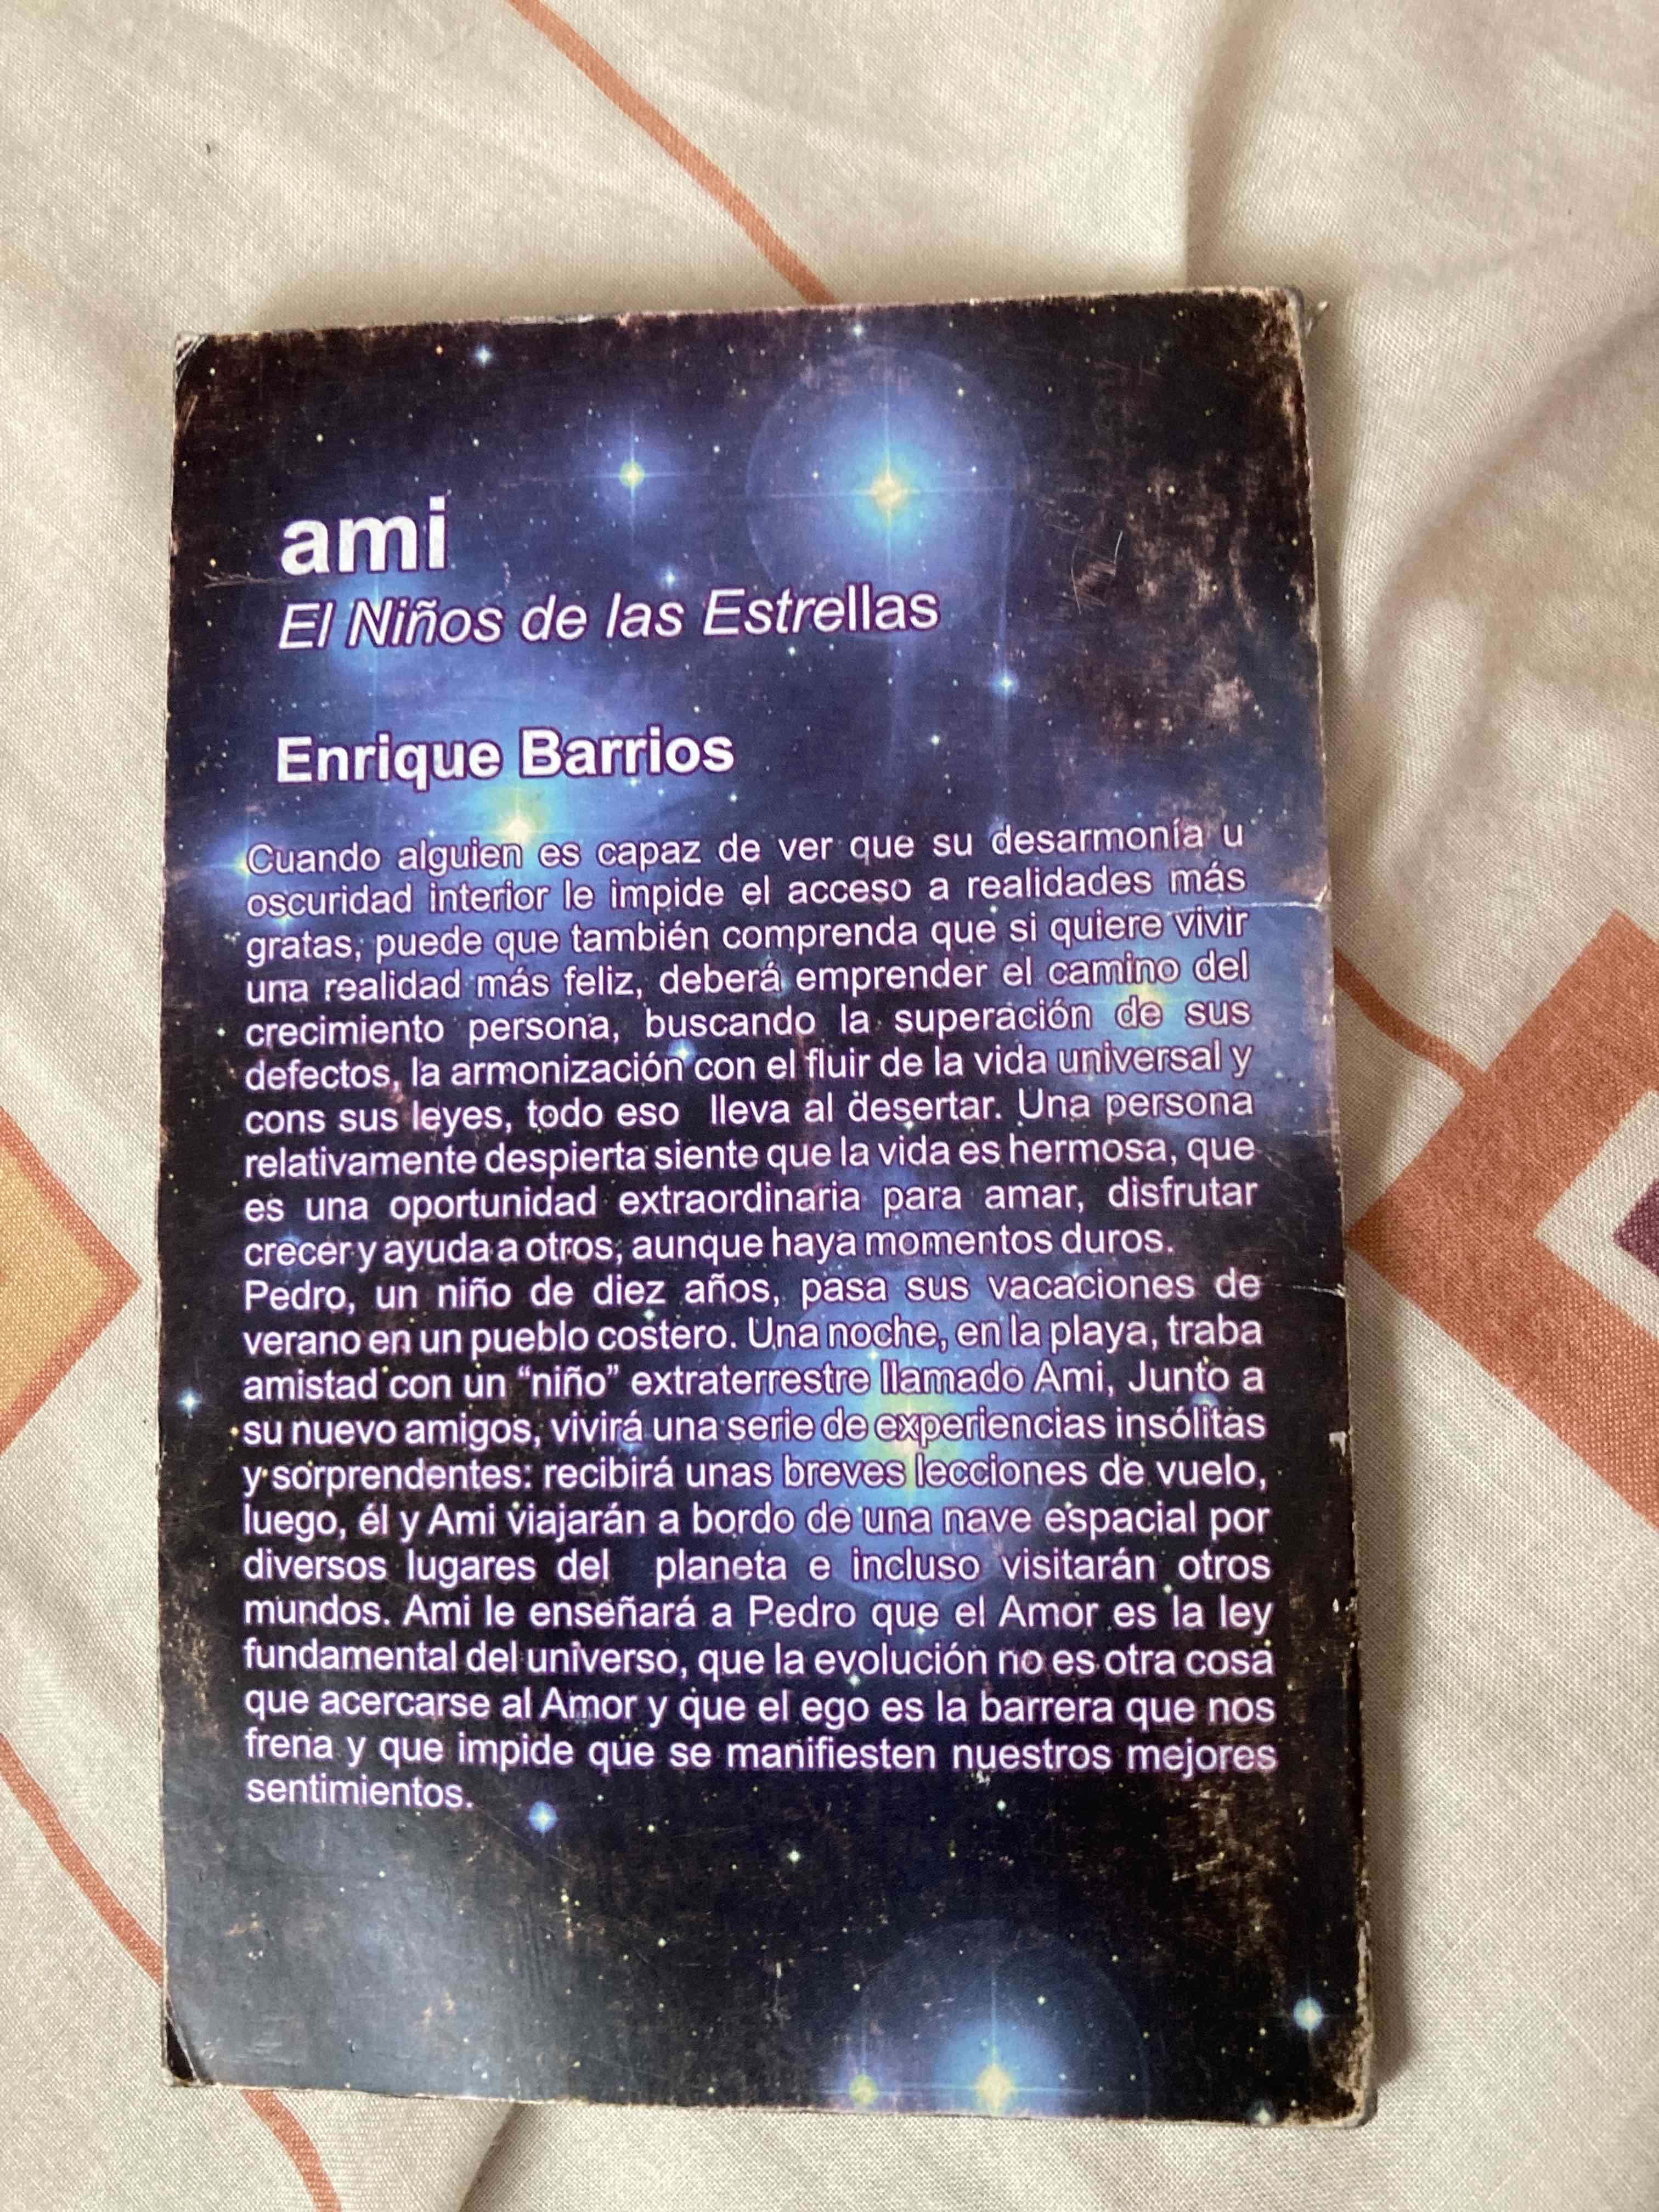 ami
El Niños de las Estrellas
Enrique Barrios
Cuando alguien es capaz de ver que su desarmonía u
oscuridad interior le impide el acceso a realidades más
gratas, puede que también comprenda que si quiere vivir
una realidad más feliz, deberá emprender el camino del
crecimiento persona, buscando la superación de sus
defectos, la armonización con el fluir de la vida universal y
cons sus leyes, todo eso lleva al desertar. Una persona
relativamente despierta siente que la vida es hermosa, que
es una oportunidad extraordinaria para amar, disfrutar
crecer y ayuda a otros, aunque haya momentos duros.
Pedro, un niño de diez años, pasa sus vacaciones de
verano en un pueblo costero. Una noche, en la playa, traba
amistad con un “niño” extraterrestre llamado Ami, Junto a
su nuevo amigos, vivirá una serie de experiencias insólitas
y sorprendentes: recibirá unas breves lecciones de vuelo,
luego, él y Ami viajarán a bordo de una nave espacial por
diversos lugares del planeta e incluso visitarán otros
mundos. Ami le enseñará a Pedro que el Amor es la ley
fundamental del universo, que la evolución no es otra cosa
que acercarse al Amor y que el ego es la barrera que nos
frena y que impide que se manifiesten nuestros mejores
sentimientos.